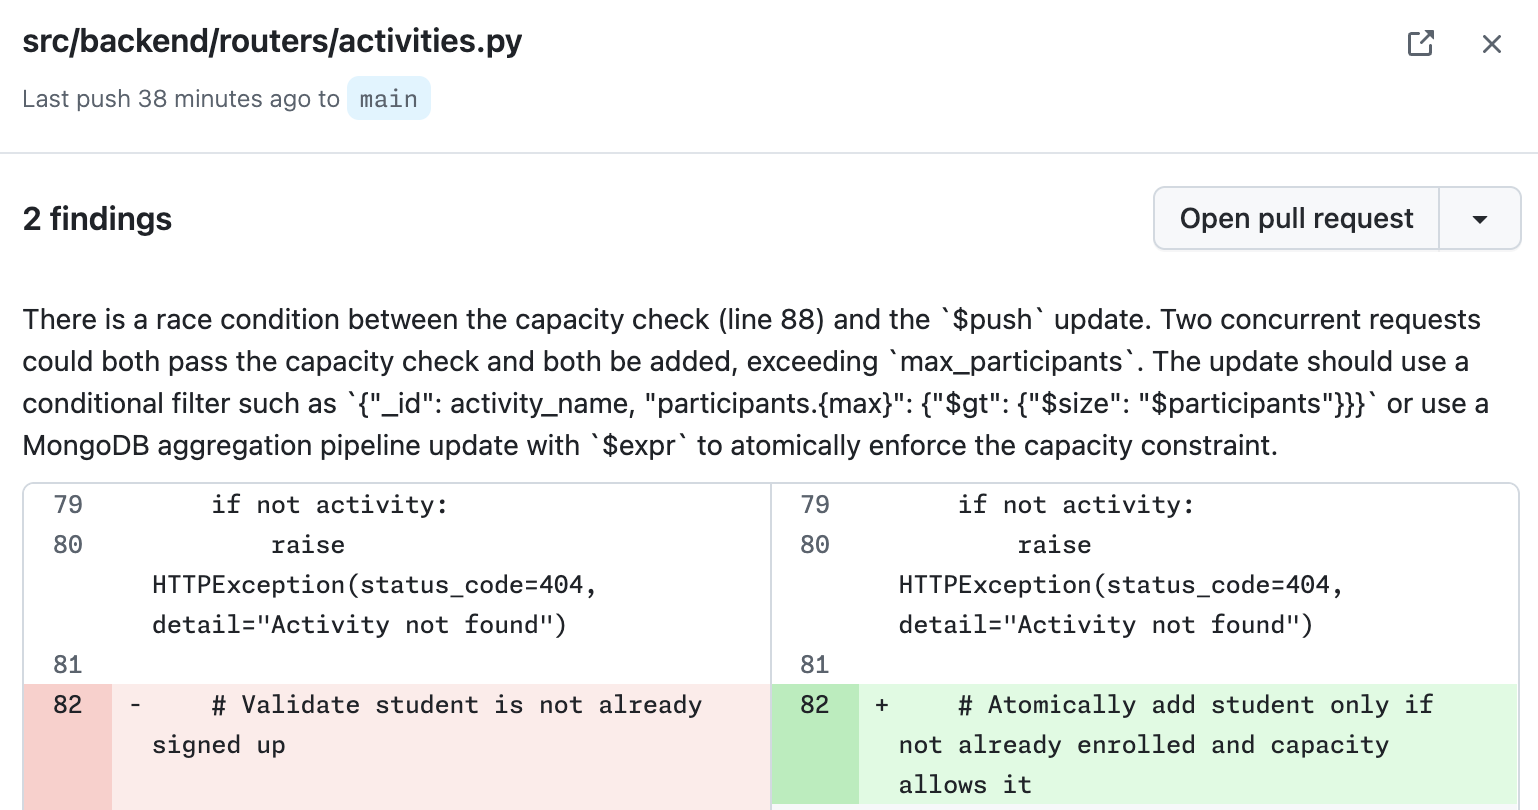 src/backend/routers/activities.py
Last push 38 minutes ago to main
2 findings
Open pull request
There is a race condition between the capacity check (line 88) and the `$push` update. Two concurrent requests
could both pass the capacity check and both be added, exceeding `max_participants`. The update should use a
conditional filter such as `{"_id": activity_name, "participants.{max}": {"$gt": {"$size": "$participants"}}}` or use a
MongoDB aggregation pipeline update with `$expr` to atomically enforce the capacity constraint.
79 if not activity:
80 raise
HTTPException(status_code=404,
detail="Activity not found")
81
82 - # Validate student is not already
signed up
79 if not activity:
80 raise
HTTPException(status_code=404,
detail="Activity not found")
81
82 + # Atomically add student only if
not already enrolled and capacity
allows it